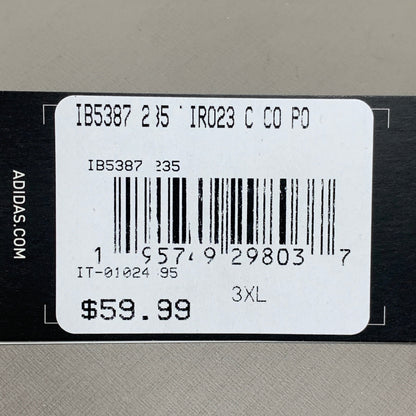 IB5387 235 TIRO23 C CO PO
IB5387 235
1 95749 29803 7
IT-01024 95
3XL
$59.99
ADIDAS.COM